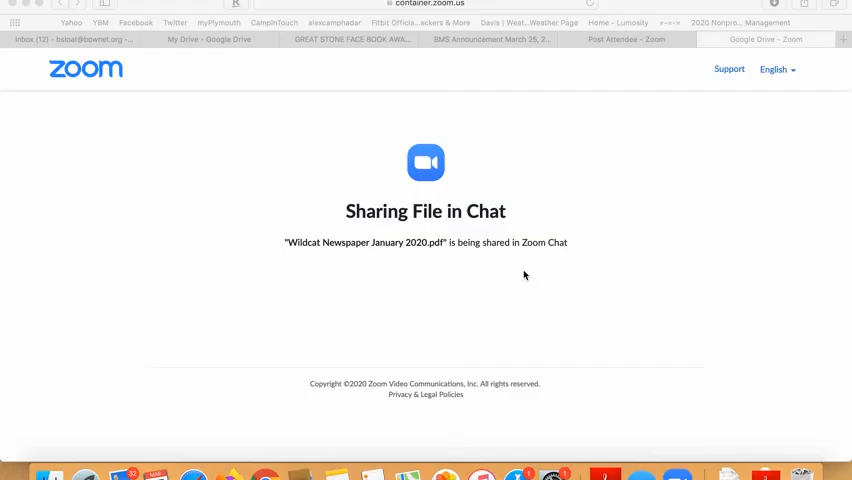 container.zoom.us
Yahoo YBM Facebook Twitter myPlymouth CampInTouch alexcamphadar Fitbit Officia...ackers & More Davis | Weat...Weather Page Home - Lumosity 2020 Nonpro... Management
Inbox (12) - bsloat@bownet.org -... My Drive - Google Drive GREAT STONE FACE BOOK AWA... BMS Announcement March 25, 2... Post Attendee - Zoom Google Drive - Zoom
zoom
Support English
Sharing File in Chat
"Wildcat Newspaper January 2020.pdf" is being shared in Zoom Chat
Copyright ©2020 Zoom Video Communications, Inc. All rights reserved.
Privacy & Legal Policies
32 MAR 1 1